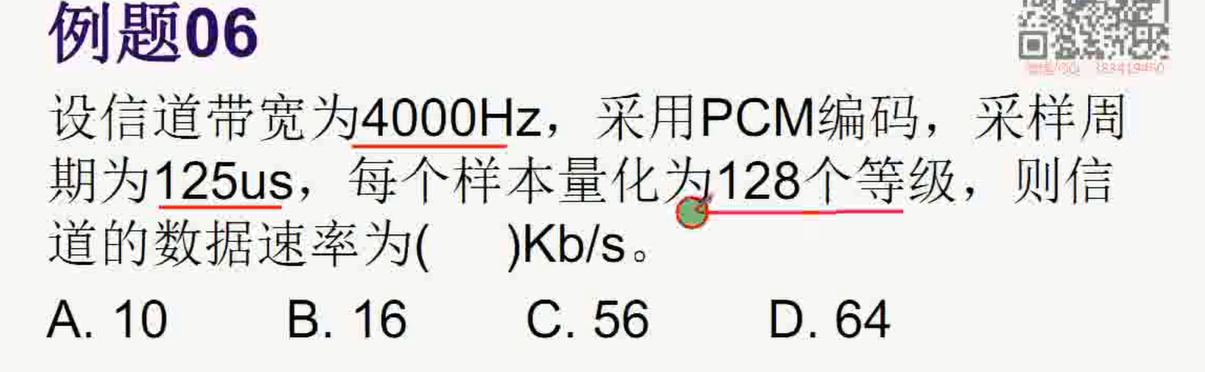 例题06
设信道带宽为4000Hz，采用PCM编码，采样周
期为125us，每个样本量化为128个等级，则信
道的数据速率为(    )Kb/s。
A. 10    B. 16    C. 56    D. 64